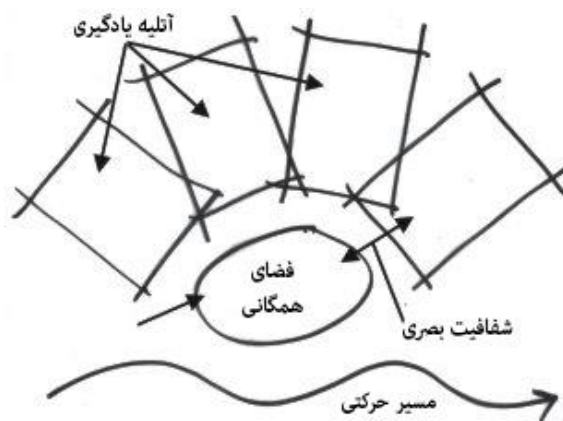 آتلیه یادگیری
فضای
همگانی
شفافیت بصری
مسیر حرکتی